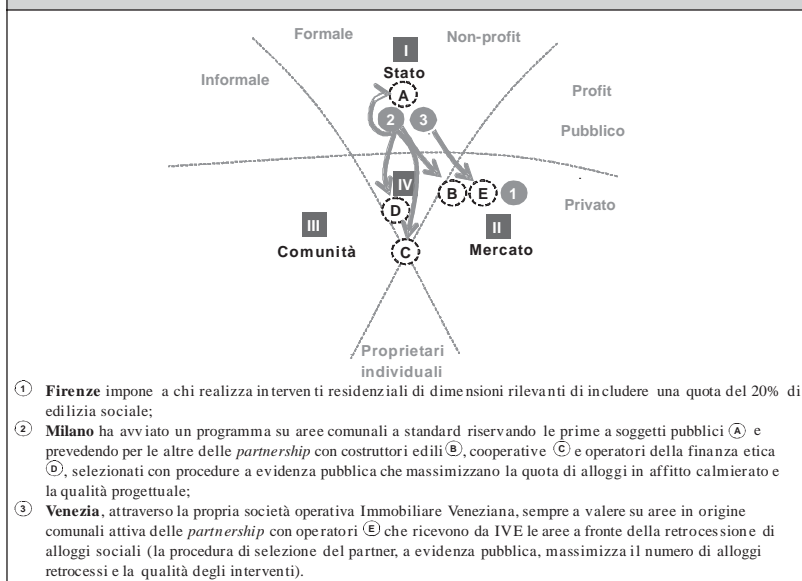 Formale
Non-profit
I
Stato
Informale
A
Profit
2
3
Pubblico
IV
B
E
1
D
Privato
III
II
Comunità
Mercato
C
Proprietari
individuali
1 Firenze impone a chi realizza interventi residenziali di dimensioni rilevanti di includere una quota del 20% di
edilizia sociale;
2 Milano ha avviato un programma su aree comunali a standard riservando le prime a soggetti pubblici A e
prevedendo per le altre delle partnership con costruttori edili B, cooperative C e operatori della finanza etica
D, selezionati con procedure a evidenza pubblica che massimizzano la quota di alloggi in affitto calmierato e
la qualità progettuale;
3 Venezia, attraverso la propria società operativa Immobiliare Veneziana, sempre a valere su aree in origine
comunali attiva delle partnership con operatori E che ricevono da IVE le aree a fronte della retrocessione di
alloggi sociali (la procedura di selezione del partner, a evidenza pubblica, massimizza il numero di alloggi
retrocessi e la qualità degli interventi).